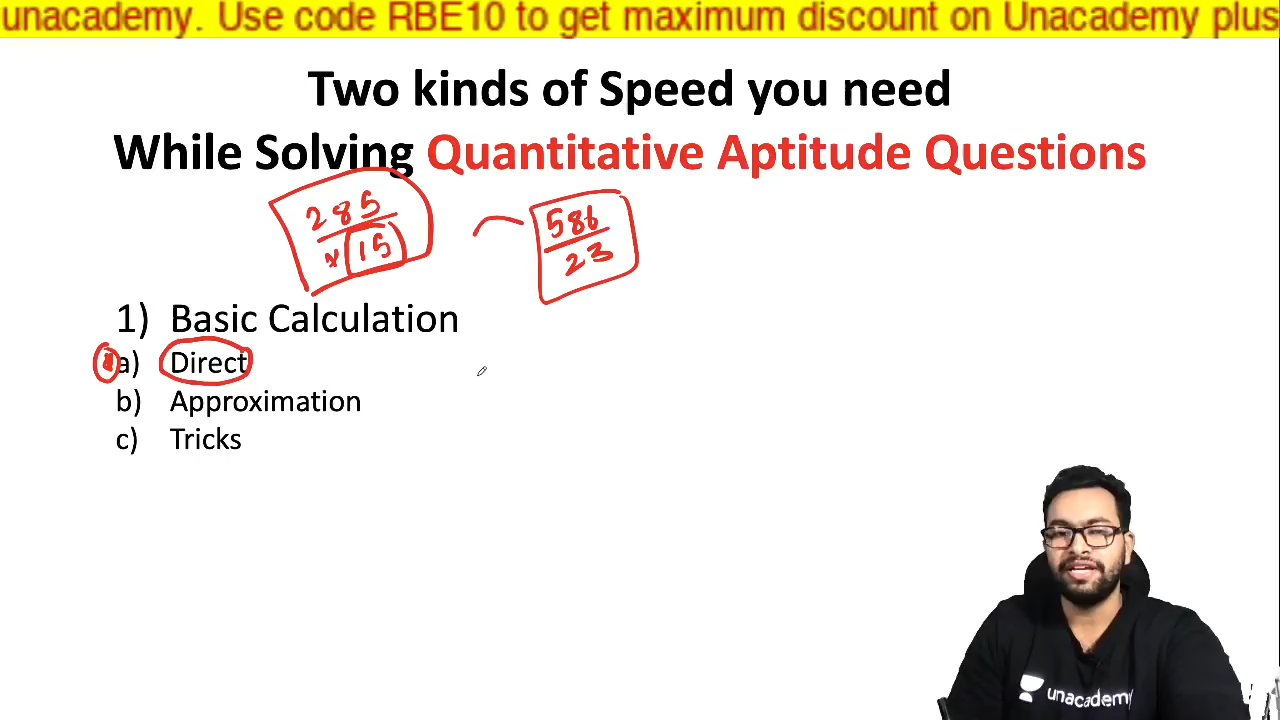 unacademy. Use code RBE10 to get maximum discount on Unacademy plus
Two kinds of Speed you need
While Solving Quantitative Aptitude Questions
285
x 15
586
23
1) Basic Calculation
a) Direct
b) Approximation
c) Tricks
unacademy